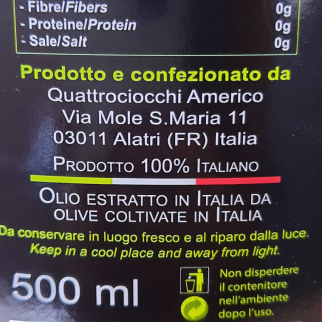 - Fibre/Fibers 0g
- Proteine/Protein 0g
- Sale/Salt 0g
Prodotto e confezionato da
Quattrociocchi Americo
Via Mole S.Maria 11
03011 Alatri (FR) Italia
PRODOTTO 100% ITALIANO
OLIO ESTRATTO IN ITALIA DA
OLIVE COLTIVATE IN ITALIA
Da conservare in luogo fresco e al riparo dalla luce.
Keep in a cool place and away from light.
500 ml
Non disperdere
il contenitore
nell'ambiente
dopo l'uso.